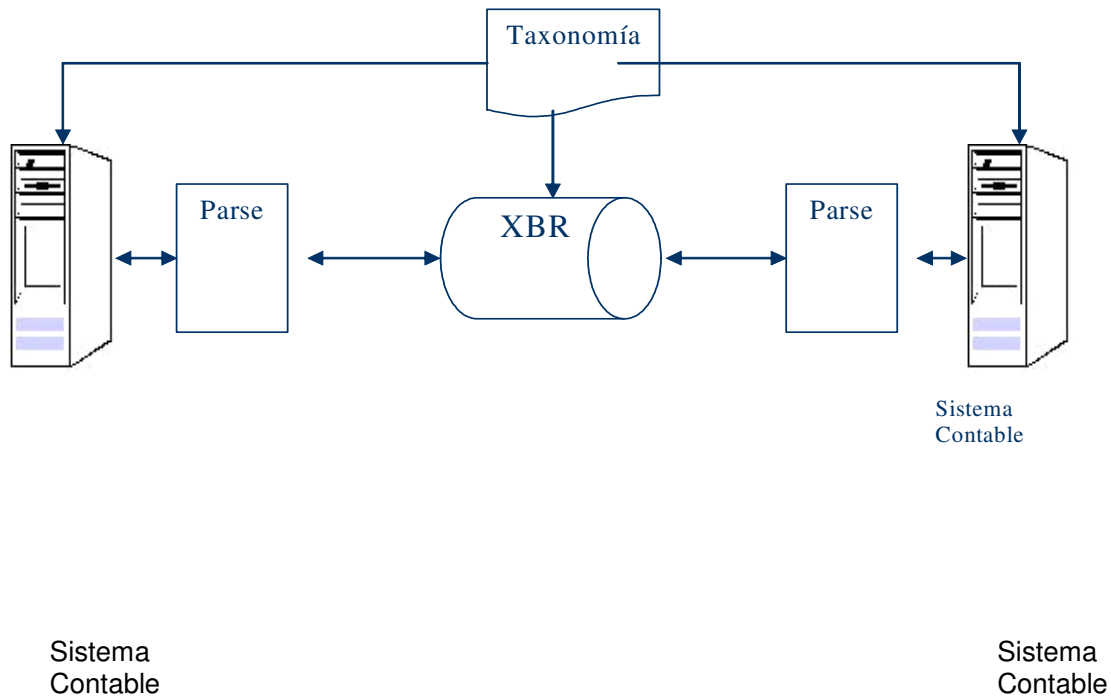 Taxonomía
Parse
XBR
Parse
Sistema
Contable
Sistema
Contable
Sistema
Contable